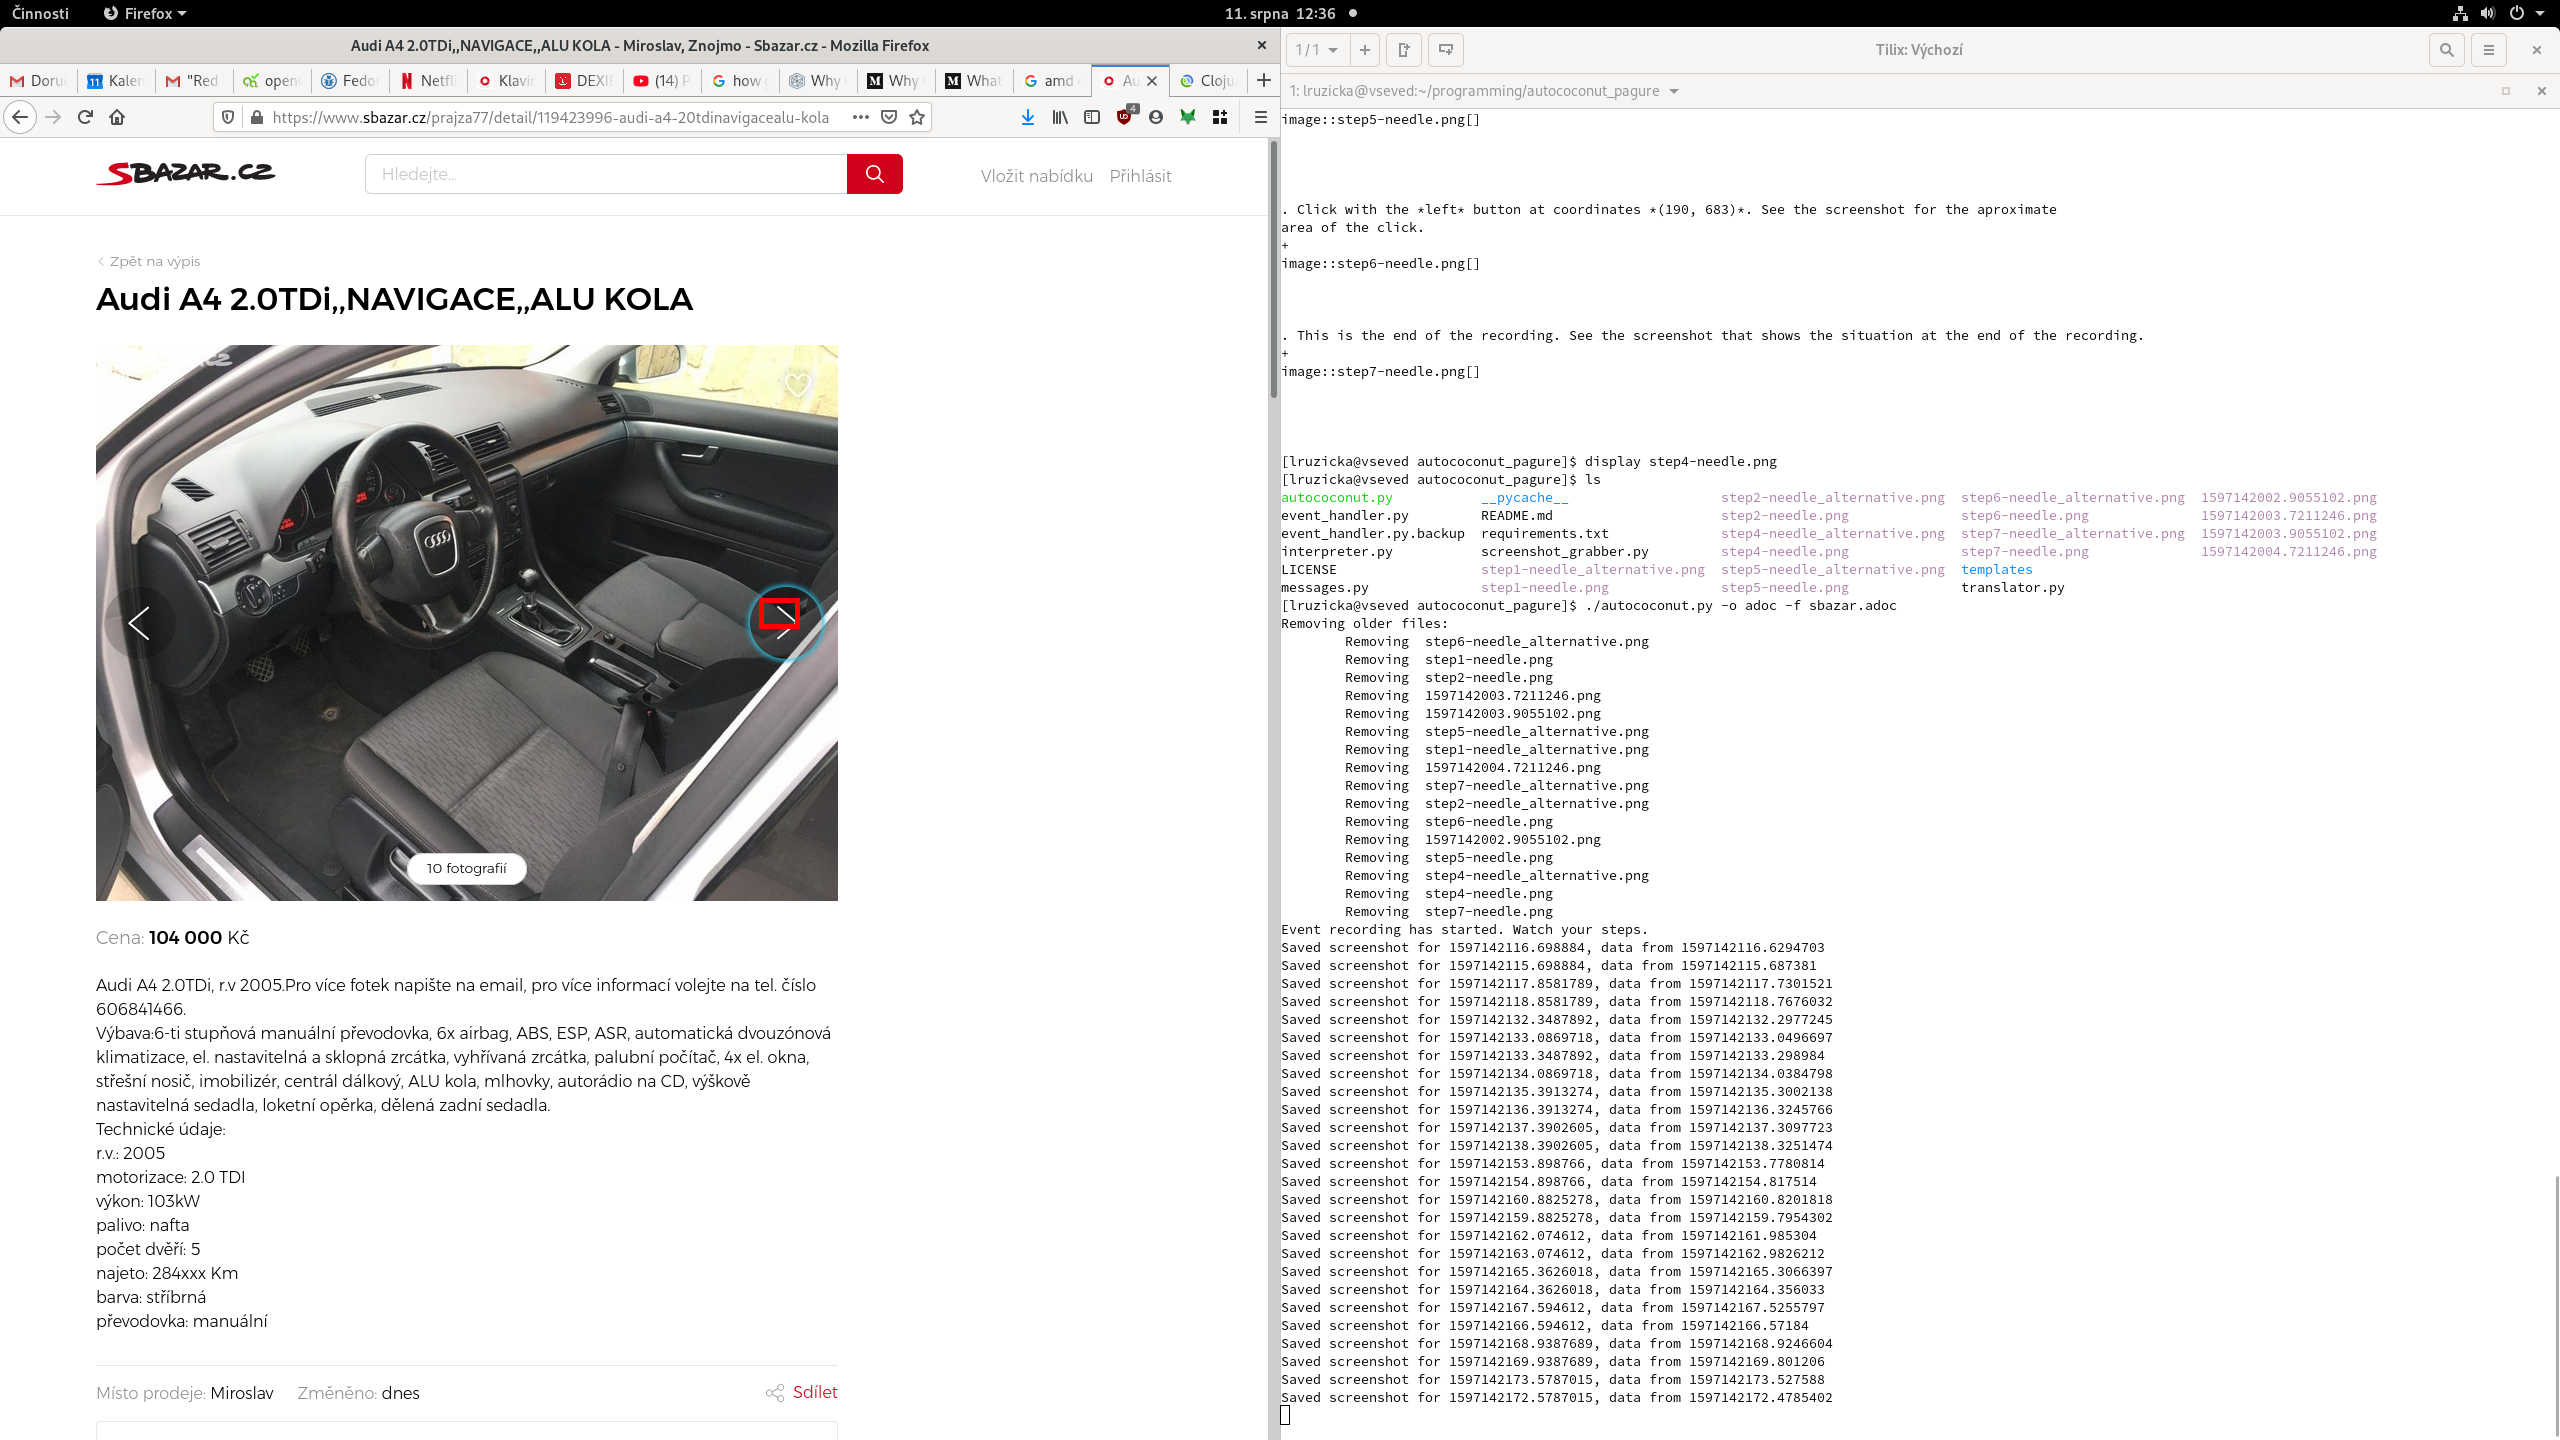 Činnosti
Firefox
11. srpna 12:36
Audi A4 2.0TDi,,NAVIGACE,,ALU KOLA - Miroslav, Znojmo - Sbazar.cz - Mozilla Firefox
Doru
Kalen
"Red
open
Fedo
Netfl
Klavír
DEXI
(14) P
how
Why
Why
What
amd
Au
Cloju
https://www.sbazar.cz/prajza77/detail/119423996-audi-a4-20tdinavigacealu-kola
4
SBAZAR.CZ
Hledejte...
Vložit nabídku
Přihlásit
Zpět na výpis
Audi A4 2.0TDi,,NAVIGACE,,ALU KOLA
10 fotografií
Cena: 104 000 Kč
Audi A4 2.0TDi, r.v 2005.Pro více fotek napište na email, pro více informací volejte na tel. číslo
606841466.
Výbava:6-ti stupňová manuální převodovka, 6x airbag, ABS, ESP, ASR, automatická dvouzónová
klimatizace, el. nastavitelná a sklopná zrcátka, vyhřívaná zrcátka, palubní počítač, 4x el. okna,
střešní nosič, imobilizér, centrál dálkový, ALU kola, mlhovky, autorádio na CD, výškově
nastavitelná sedadla, loketní opěrka, dělená zadní sedadla.
Technické údaje:
r.v.: 2005
motorizace: 2.0 TDI
výkon: 103kW
palivo: nafta
počet dvěří: 5
najeto: 284xxx Km
barva: stříbrná
převodovka: manuální
Místo prodeje: Miroslav
Změněno: dnes
Sdílet
1 / 1
Tilix: Výchozí
1: lruzicka@vseved:~/programming/autococonut_pagure
image::step5-needle.png[]
. Click with the *left* button at coordinates *(190, 683)*. See the screenshot for the aproximate
area of the click.
+
image::step6-needle.png[]
. This is the end of the recording. See the screenshot that shows the situation at the end of the recording.
+
image::step7-needle.png[]
[lruzicka@vseved autococonut_pagure]$ display step4-needle.png
[lruzicka@vseved autococonut_pagure]$ ls
autococonut.py __pycache__ step2-needle_alternative.png step6-needle_alternative.png 1597142002.9055102.png
event_handler.py README.md step2-needle.png step6-needle.png 1597142003.7211246.png
event_handler.py.backup requirements.txt step4-needle_alternative.png step7-needle_alternative.png 1597142003.9055102.png
interpreter.py screenshot_grabber.py step4-needle.png step7-needle.png 1597142004.7211246.png
LICENSE step1-needle_alternative.png step5-needle_alternative.png templates
messages.py step1-needle.png step5-needle.png translator.py
[lruzicka@vseved autococonut_pagure]$ ./autococonut.py -o adoc -f sbazar.adoc
Removing older files:
Removing step6-needle_alternative.png
Removing step1-needle.png
Removing step2-needle.png
Removing 1597142003.7211246.png
Removing 1597142003.9055102.png
Removing step5-needle_alternative.png
Removing step1-needle_alternative.png
Removing 1597142004.7211246.png
Removing step7-needle_alternative.png
Removing step2-needle_alternative.png
Removing step6-needle.png
Removing 1597142002.9055102.png
Removing step5-needle.png
Removing step4-needle_alternative.png
Removing step4-needle.png
Removing step7-needle.png
Event recording has started. Watch your steps.
Saved screenshot for 1597142116.698884, data from 1597142116.6294703
Saved screenshot for 1597142115.698884, data from 1597142115.687381
Saved screenshot for 1597142117.8581789, data from 1597142117.7301521
Saved screenshot for 1597142118.8581789, data from 1597142118.7676032
Saved screenshot for 1597142132.3487892, data from 1597142132.2977245
Saved screenshot for 1597142133.0869718, data from 1597142133.0496697
Saved screenshot for 1597142133.3487892, data from 1597142133.298984
Saved screenshot for 1597142134.0869718, data from 1597142134.0384798
Saved screenshot for 1597142135.3913274, data from 1597142135.3002138
Saved screenshot for 1597142136.3913274, data from 1597142136.3245766
Saved screenshot for 1597142137.3902605, data from 1597142137.3097723
Saved screenshot for 1597142138.3902605, data from 1597142138.3251474
Saved screenshot for 1597142153.898766, data from 1597142153.7780814
Saved screenshot for 1597142154.898766, data from 1597142154.817514
Saved screenshot for 1597142160.8825278, data from 1597142160.8201818
Saved screenshot for 1597142159.8825278, data from 1597142159.7954302
Saved screenshot for 1597142162.074612, data from 1597142161.985304
Saved screenshot for 1597142163.074612, data from 1597142162.9826212
Saved screenshot for 1597142165.3626018, data from 1597142165.3066397
Saved screenshot for 1597142164.3626018, data from 1597142164.356033
Saved screenshot for 1597142167.594612, data from 1597142167.5255797
Saved screenshot for 1597142166.594612, data from 1597142166.57184
Saved screenshot for 1597142168.9387689, data from 1597142168.9246604
Saved screenshot for 1597142169.9387689, data from 1597142169.801206
Saved screenshot for 1597142173.5787015, data from 1597142173.527588
Saved screenshot for 1597142172.5787015, data from 1597142172.4785402